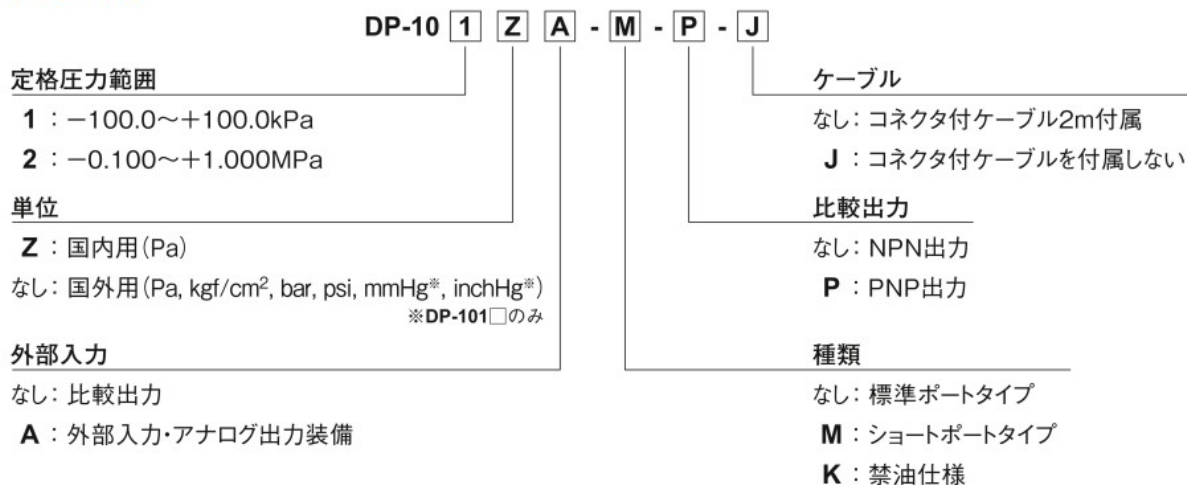 DP-10 1 Z A - M - P - J
定格圧力範囲
1 : −100.0〜+100.0kPa
2 : −0.100〜+1.000MPa
単位
Z : 国内用(Pa)
なし: 国外用(Pa, kgf/cm², bar, psi, mmHg※, inchHg※)
※DP-101□のみ
外部入力
なし: 比較出力
A : 外部入力・アナログ出力装備
ケーブル
なし: コネクタ付ケーブル2m付属
J : コネクタ付ケーブルを付属しない
比較出力
なし: NPN出力
P : PNP出力
種類
なし: 標準ポートタイプ
M : ショートポートタイプ
K : 禁油仕様